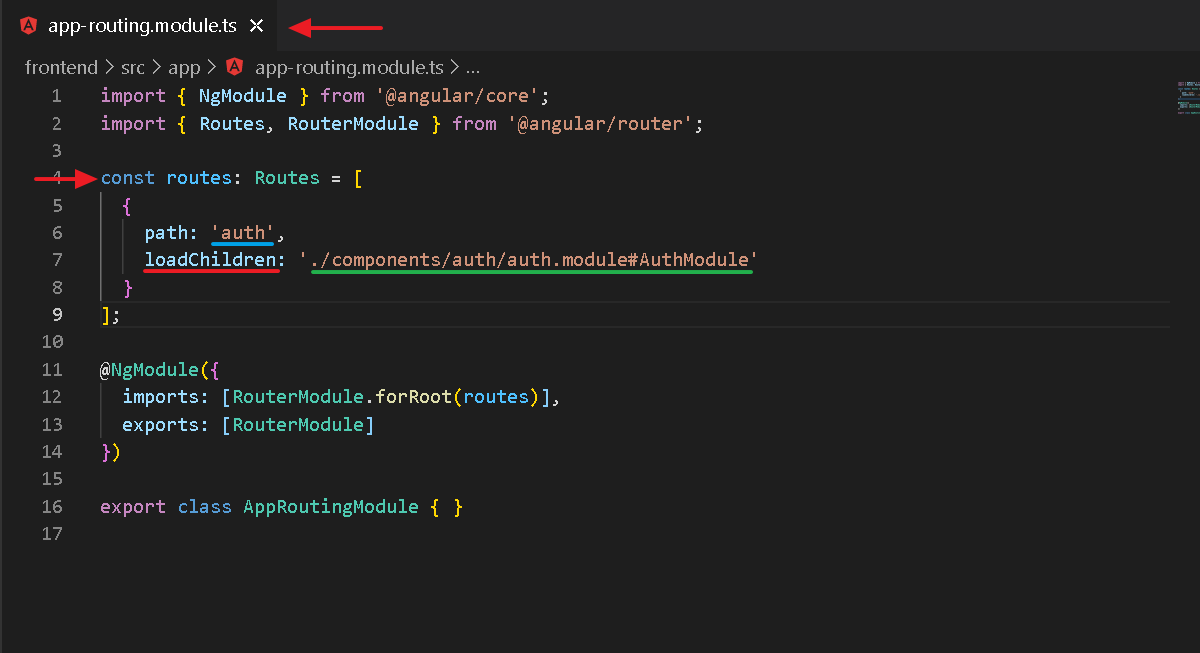 app-routing.module.ts ×
frontend > src > app > app-routing.module.ts > ...
1 import { NgModule } from '@angular/core';
2 import { Routes, RouterModule } from '@angular/router';
3
4 const routes: Routes = [
5 {
6 path: 'auth',
7 loadChildren: './components/auth/auth.module#AuthModule'
8 }
9 ];
10
11 @NgModule({
12 imports: [RouterModule.forRoot(routes)],
13 exports: [RouterModule]
14 })
15
16 export class AppRoutingModule { }
17